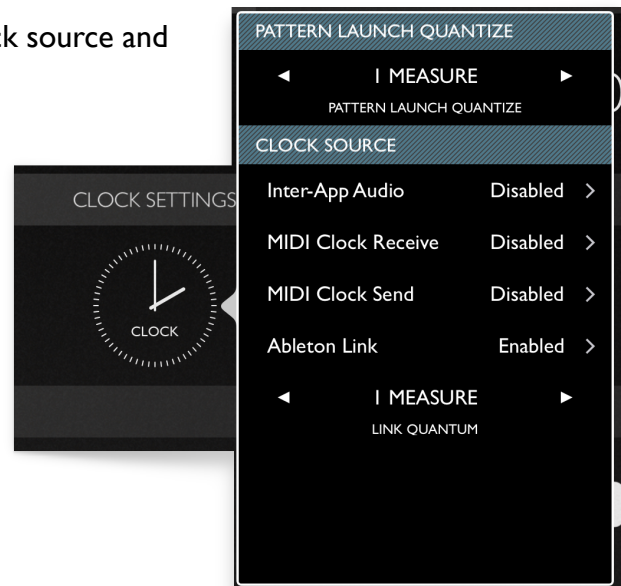 ck source and
PATTERN LAUNCH QUANTIZE
◄ 1 MEASURE ►
PATTERN LAUNCH QUANTIZE
CLOCK SOURCE
Inter-App Audio Disabled >
MIDI Clock Receive Disabled >
MIDI Clock Send Disabled >
Ableton Link Enabled >
◄ 1 MEASURE ►
LINK QUANTUM
CLOCK SETTINGS
CLOCK